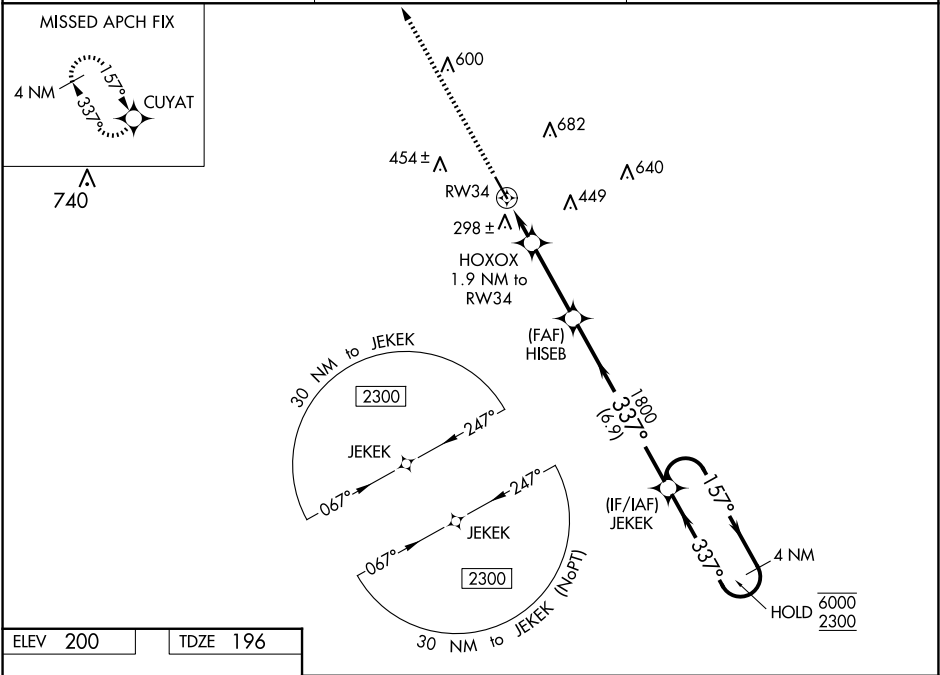 MISSED APCH FIX
157°
4 NM
CUYAT
337°
740
600
682
454 ±
640
RW34
449
298 ±
HOXOX
1.9 NM to
RW34
(FAF)
HISEB
30 NM to JEKEK
2300
247°
JEKEK
067°
1800
337°
(6.9)
247°
JEKEK
067°
2300
30 NM to JEKEK (NoPT)
(IF/IAF)
JEKEK
157°
337°
4 NM
HOLD
6000
2300
ELEV 200
TDZE 196